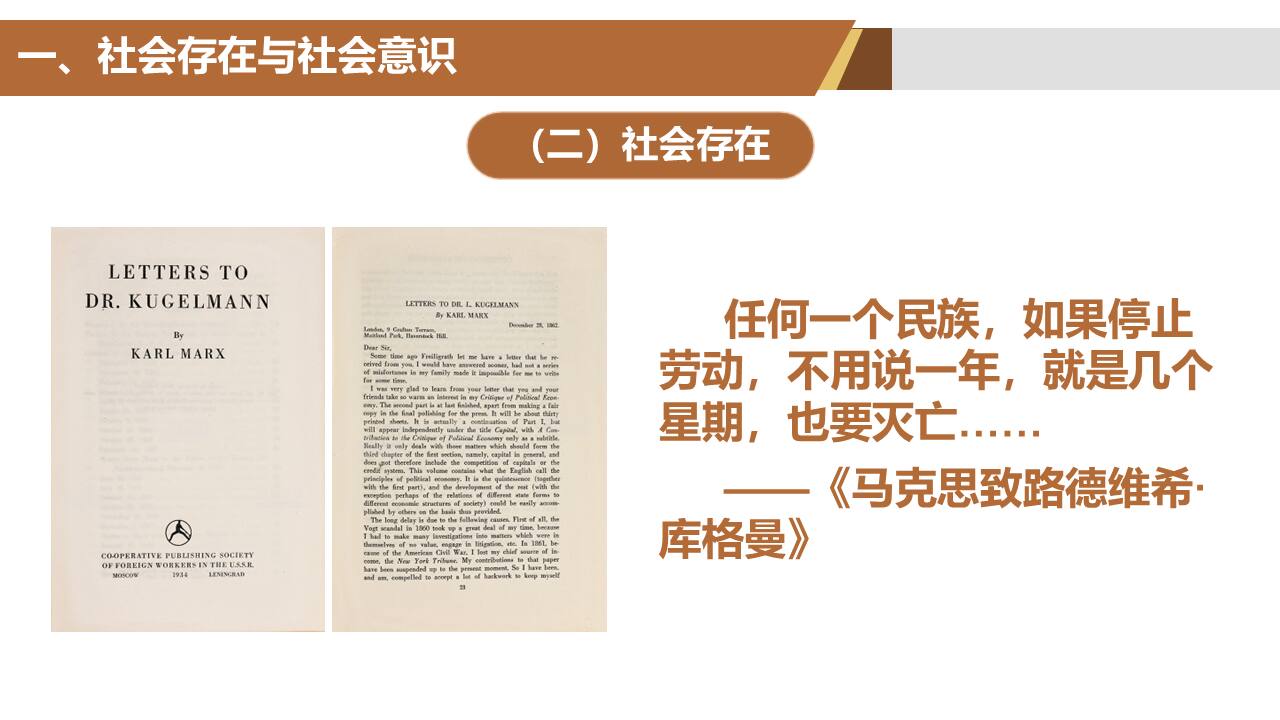 一、社会存在与社会意识
（二）社会存在
LETTERS TO
DR. KUGELMANN
By
KARL MARX
CO-OPERATIVE PUBLISHING SOCIETY
OF FOREIGN WORKERS IN THE U.S.S.R.
MOSCOW 1934 LENINGRAD
LETTERS TO DR. L. KUGELMANN
By KARL MARX
December 28, 1862.
London, 9 Grafton Terrace,
Maitland Park, Haverstock Hill.
Dear Sir,
Some time ago Freiligrath let me have a letter that he re-
ceived from you. I would have answered sooner, had not a series
of misfortunes in my family made it impossible for me to write
for some time.
I was very glad to learn from your letter that you and your
friends take so warm an interest in my Critique of Political Econ-
omy. The second part is at last finished, apart from making a fair
copy in the final polishing for the press. It will be about thirty
printed sheets. It is actually a continuation of Part I, but
will appear independently under the title Capital, with A Con-
tribution to the Critique of Political Economy only as a subtitle.
Really it only deals with those matters which should form the
third chapter of the first section, namely, capital in general, and
does not therefore include the competition of capitals or the
credit system. This volume contains what the English call the
principles of political economy. It is the quintessence (together
with the first part), and the development of the rest (with the
exception perhaps of the relations of different state forms to
different economic structures of society) could be easily accom-
plished by others on the basis thus provided.
The long delay is due to the following causes. First of all, the
Vogt scandal in 1860 took up a great deal of my time, because
I had to make many investigations into matters which were in
themselves of no value, engage in litigation, etc. In 1861, be-
cause of the American Civil War, I lost my chief source of in-
come, the New York Tribune. My contributions to that paper
have been suspended up to the present moment. So I have been,
and am, compelled to accept a lot of hackwork to keep myself
23
任何一个民族，如果停止
劳动，不用说一年，就是几个
星期，也要灭亡……
——《马克思致路德维希·
库格曼》